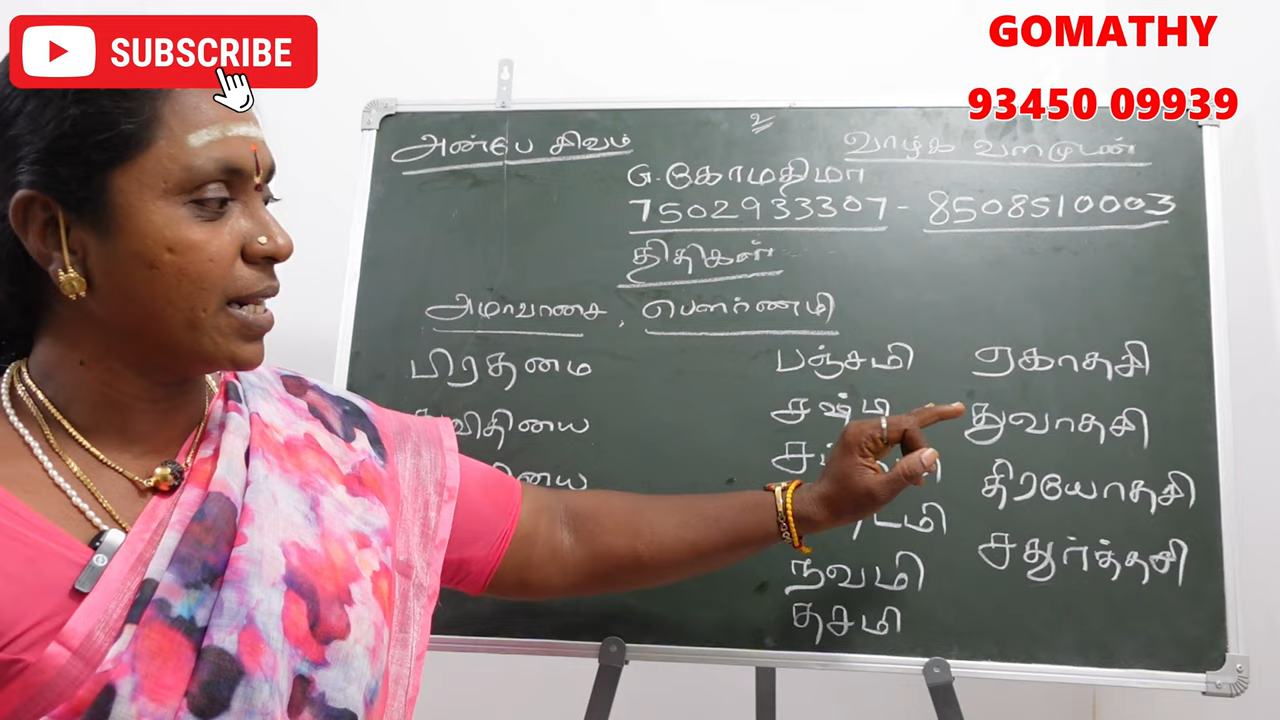 SUBSCRIBE
GOMATHY
93450 09939
2
அன்பே சிவம்
வாழ்க வளமுடன்
G. கோமதிமா
7502933307 - 8508510003
திதிகள்
அமாவாசை, பௌர்ணமி
பிரதமை
பஞ்சமி
ஏகாதசி
துவாதசி
திரயோதசி
சதுர்த்தசி
நவமி
தசமி